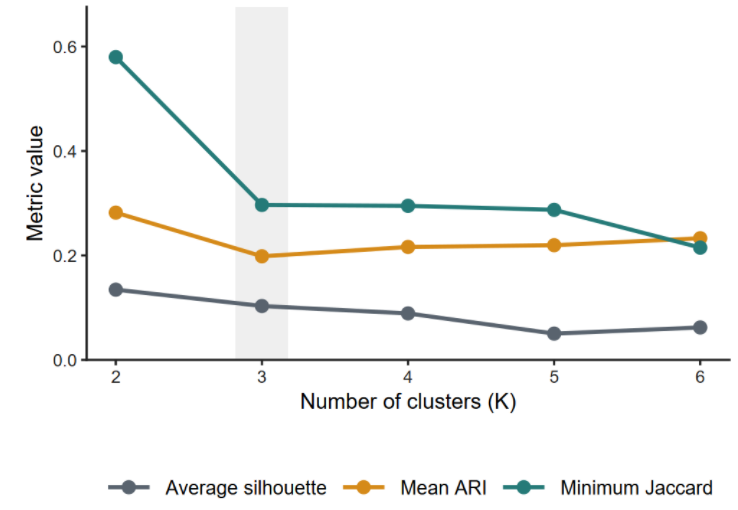 Metric value
0.6
0.4
0.2
0.0
2 3 4 5 6
Number of clusters (K)
Average silhouette Mean ARI Minimum Jaccard